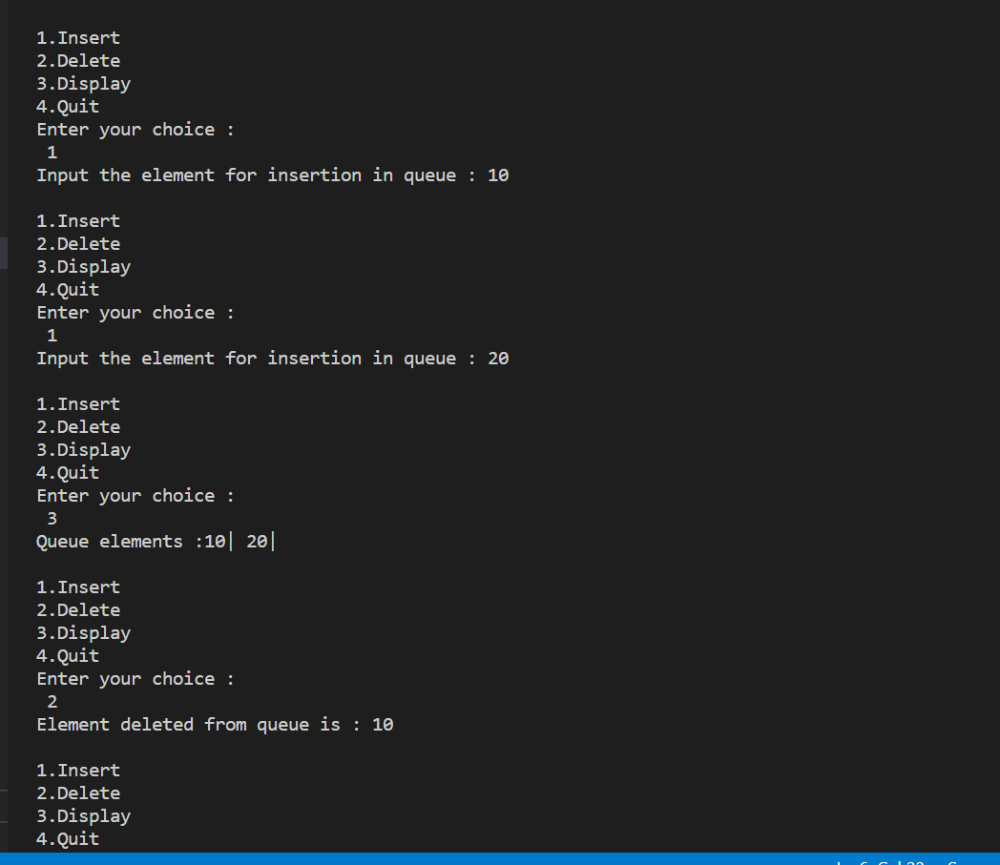 1.Insert
2.Delete
3.Display
4.Quit
Enter your choice :
1
Input the element for insertion in queue : 10
1.Insert
2.Delete
3.Display
4.Quit
Enter your choice :
1
Input the element for insertion in queue : 20
1.Insert
2.Delete
3.Display
4.Quit
Enter your choice :
3
Queue elements :10| 20|
1.Insert
2.Delete
3.Display
4.Quit
Enter your choice :
2
Element deleted from queue is : 10
1.Insert
2.Delete
3.Display
4.Quit